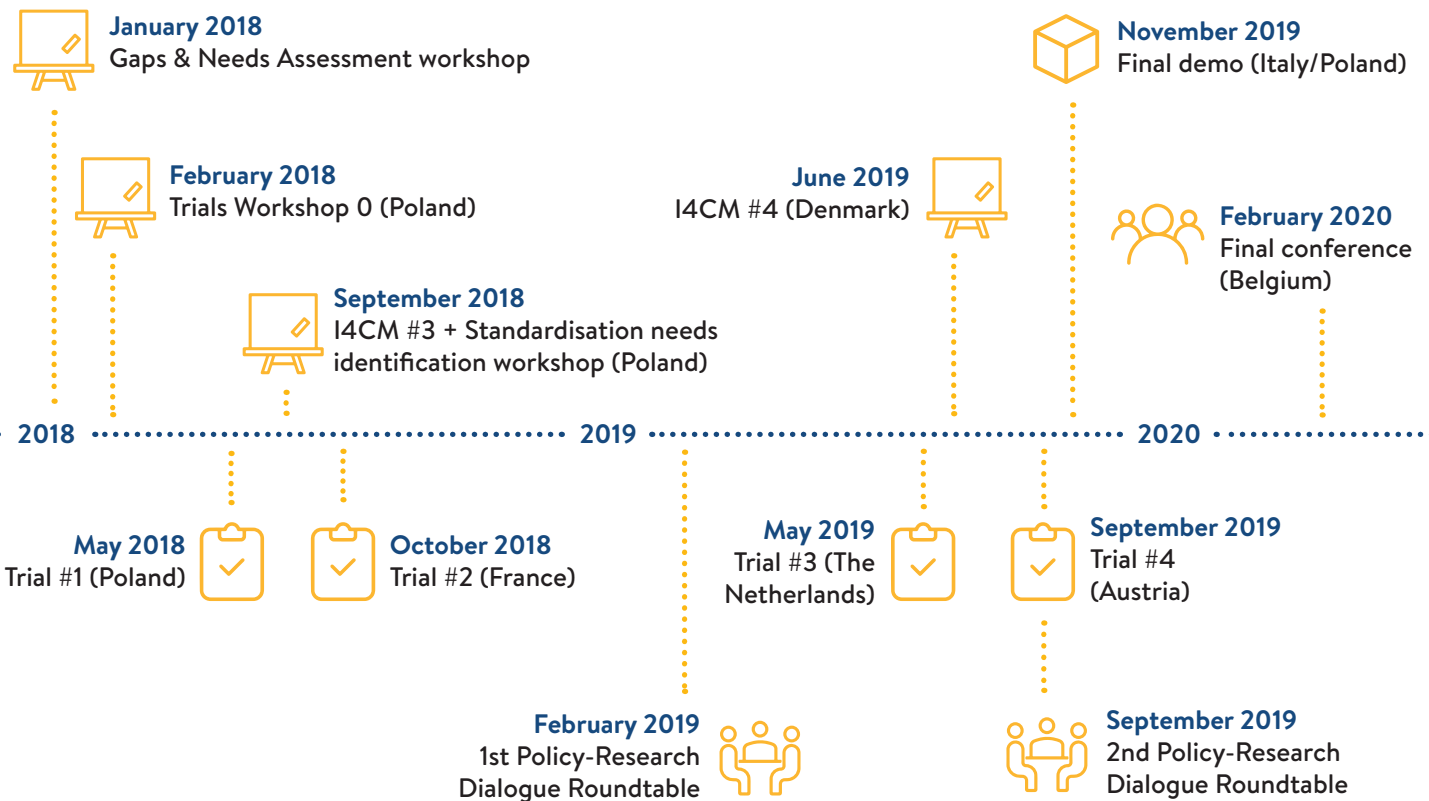 January 2018
Gaps & Needs Assessment workshop
November 2019
Final demo (Italy/Poland)
February 2018
Trials Workshop 0 (Poland)
June 2019
I4CM #4 (Denmark)
February 2020
Final conference
(Belgium)
September 2018
I4CM #3 + Standardisation needs
identification workshop (Poland)
2018
2019
2020
May 2018
Trial #1 (Poland)
October 2018
Trial #2 (France)
May 2019
Trial #3 (The
Netherlands)
September 2019
Trial #4
(Austria)
February 2019
1st Policy-Research
Dialogue Roundtable
September 2019
2nd Policy-Research
Dialogue Roundtable